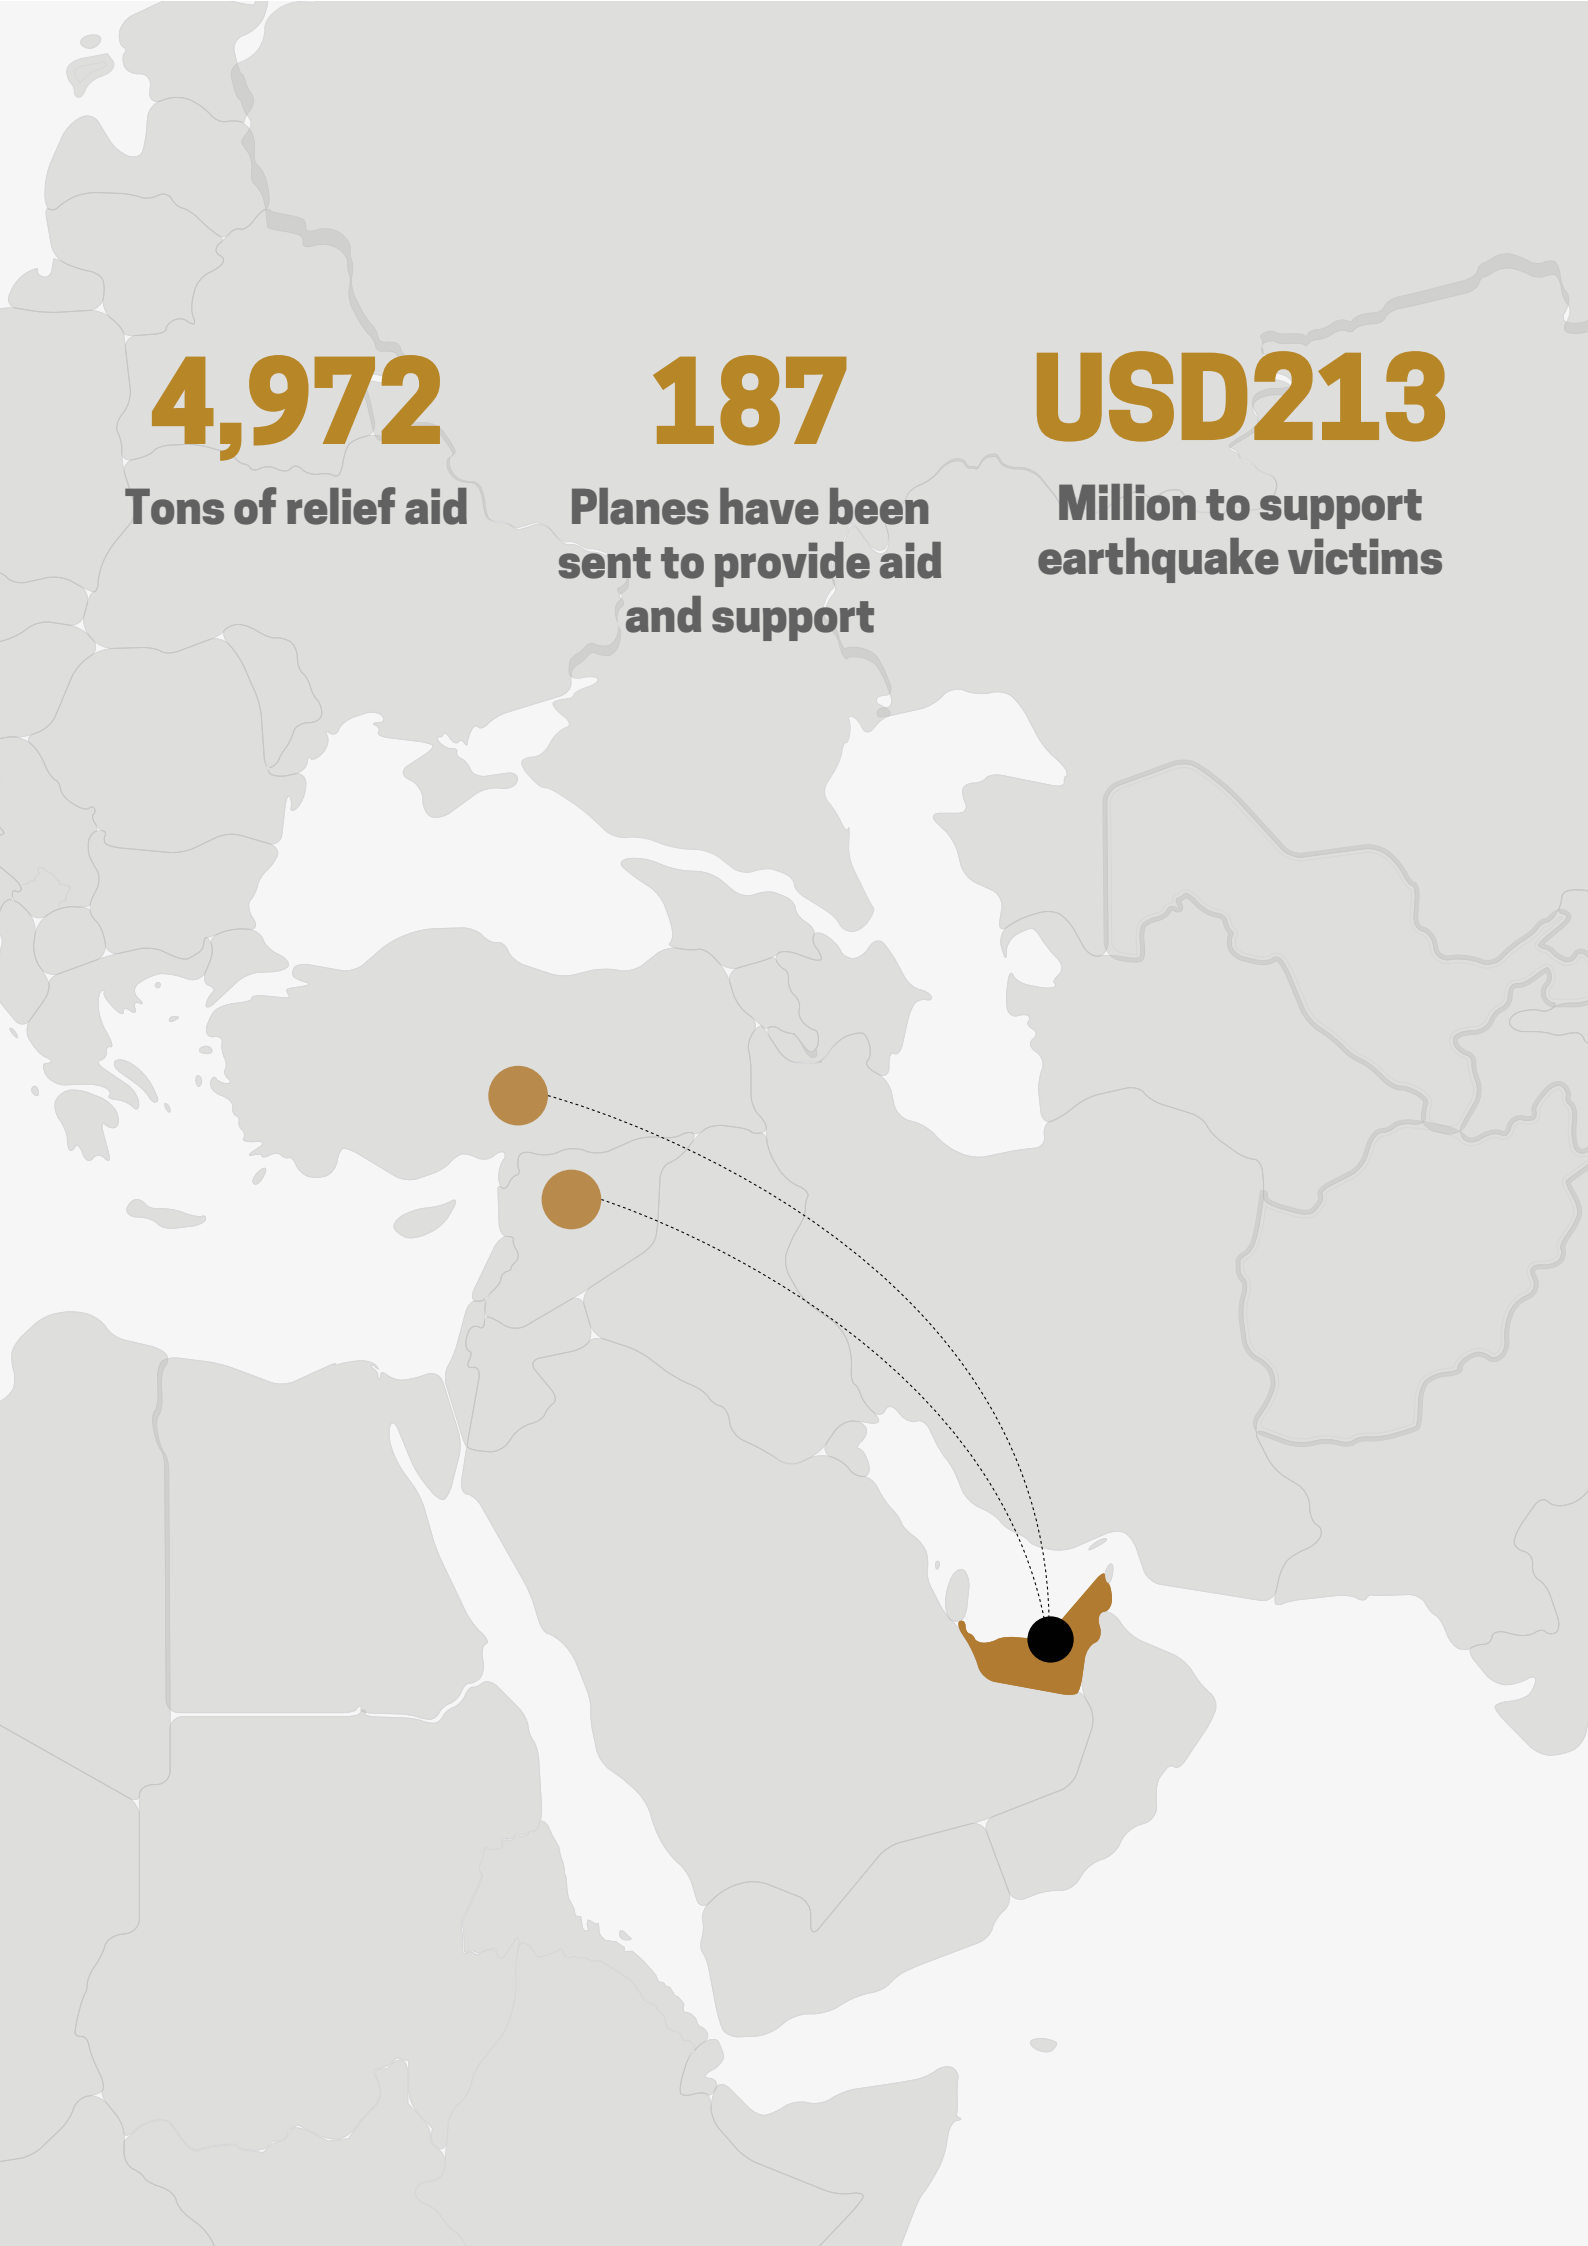 4,972
Tons of relief aid
187
Planes have been
sent to provide aid
and support
USD213
Million to support
earthquake victims